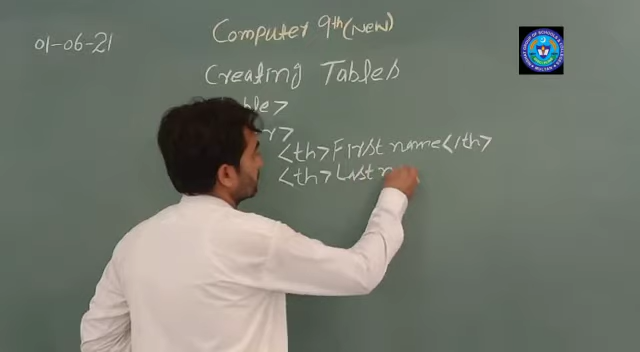 01-06-21
Computer 9th (New)
Creating Tables
<th>First name</th>
<th>Last